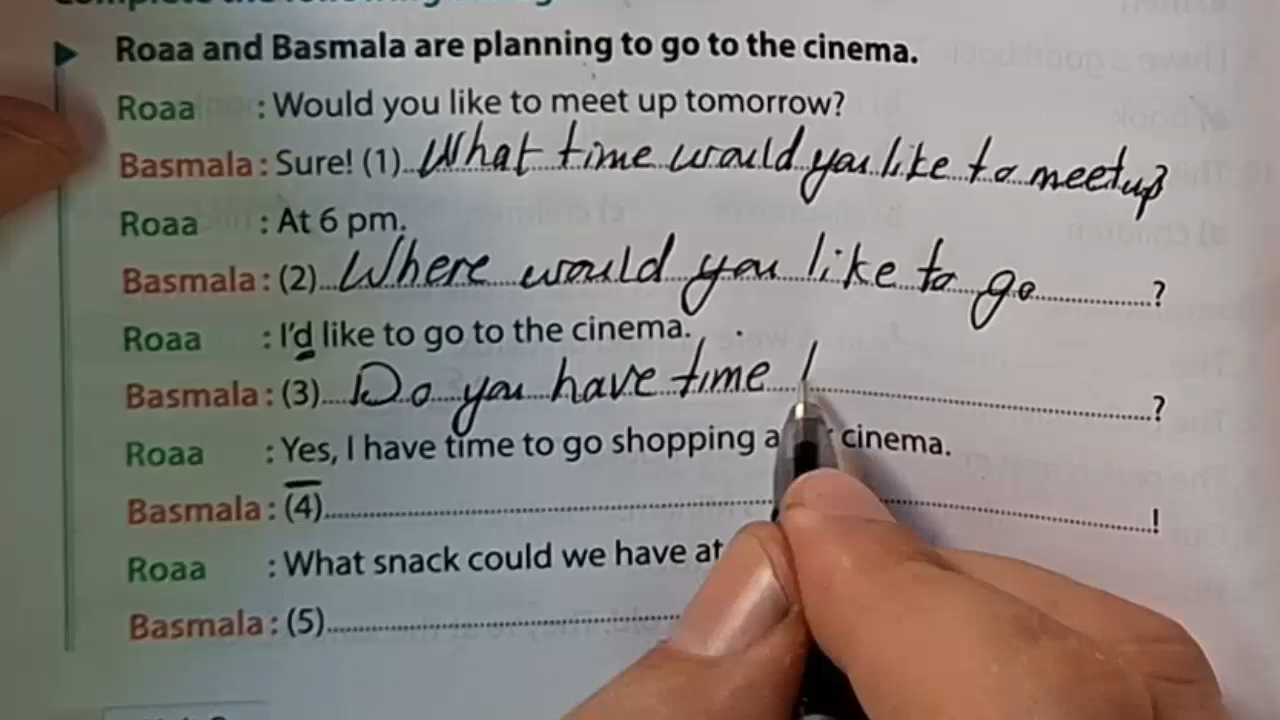 Roaa and Basmala are planning to go to the cinema.
Roaa : Would you like to meet up tomorrow?
Basmala : Sure! (1) What time would you like to meet up?
Roaa : At 6 pm.
Basmala : (2) Where would you like to go ?
Roaa : I'd like to go to the cinema.
Basmala : (3) Do you have time ?
Roaa : Yes, I have time to go shopping cinema.
Basmala : (4) !
Roaa : What snack could we have at
Basmala : (5)